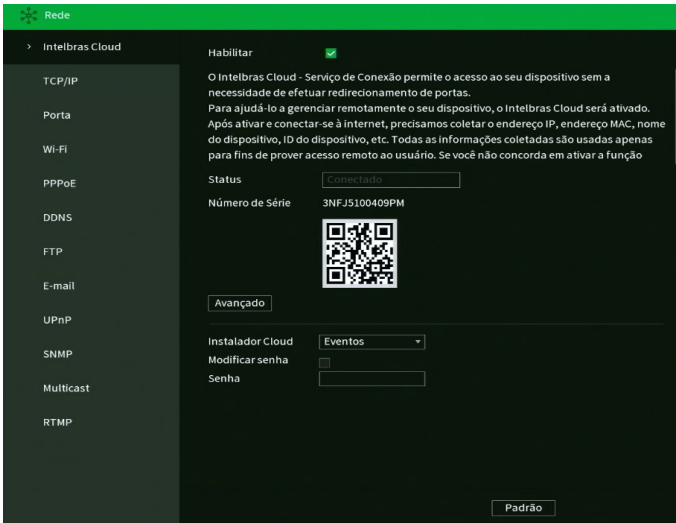 Rede
Intelbras Cloud
TCP/IP
Porta
Wi-Fi
PPPoE
DDNS
FTP
E-mail
UPnP
SNMP
Multicast
RTMP
Habilitar
O Intelbras Cloud - Serviço de Conexão permite o acesso ao seu dispositivo sem a
necessidade de efetuar redirecionamento de portas.
Para ajudá-lo a gerenciar remotamente o seu dispositivo, o Intelbras Cloud será ativado.
Após ativar e conectar-se à internet, precisamos coletar o endereço IP, endereço MAC, nome
do dispositivo, ID do dispositivo, etc. Todas as informações coletadas são usadas apenas
para fins de prover acesso remoto ao usuário. Se você não concorda em ativar a função
Status Conectado
Número de Série 3NFJ5100409PM
Avançado
Instalador Cloud Eventos
Modificar senha
Senha
Padrão